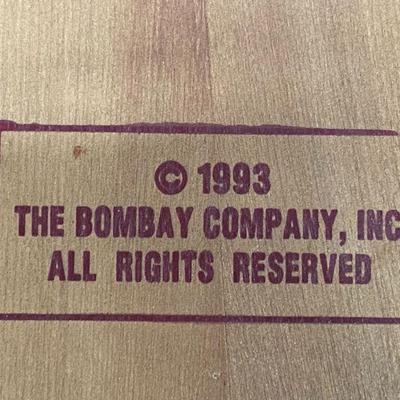 © 1993
THE BOMBAY COMPANY, INC
ALL RIGHTS RESERVED